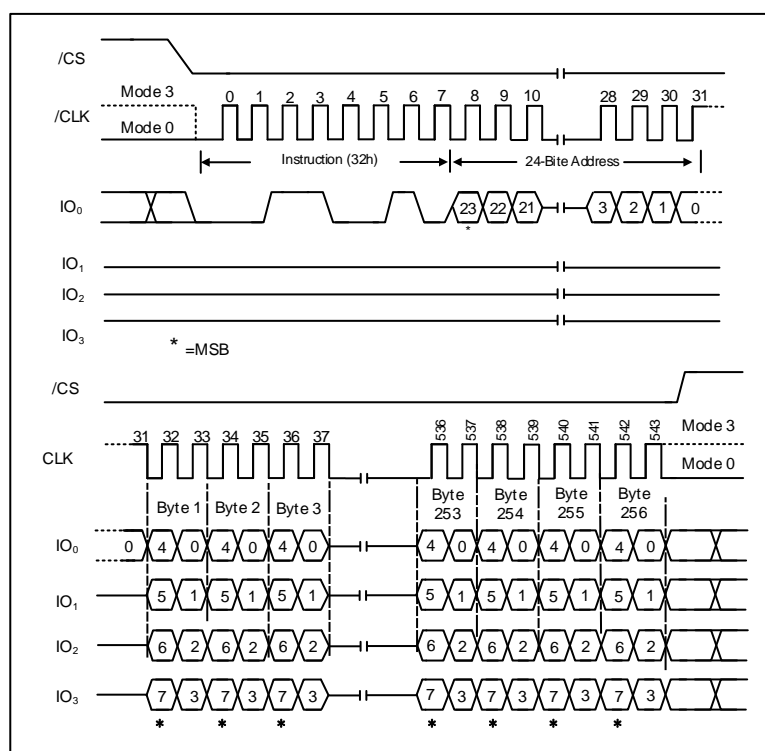 /CS
Mode 3
0 1 2 3 4 5 6 7 8 9 10 28 29 30 31
/CLK
Mode 0
Instruction (32h) 24-Bite Address
IO₀ 23 22 21 3 2 1 0
*
IO₁
IO₂
IO₃
* =MSB
/CS
31 32 33 34 35 36 37 536 537 538 539 540 541 542 543 Mode 3
CLK
Mode 0
Byte 1 Byte 2 Byte 3 Byte 253 Byte 254 Byte 255 Byte 256
IO₀ 0 4 0 4 0 4 0 4 0 4 0 4 0 4 0
IO₁ 5 1 5 1 5 1 5 1 5 1 5 1 5 1
IO₂ 6 2 6 2 6 2 6 2 6 2 6 2 6 2
IO₃ 7 3 7 3 7 3 7 3 7 3 7 3 7 3
* * * * * * *